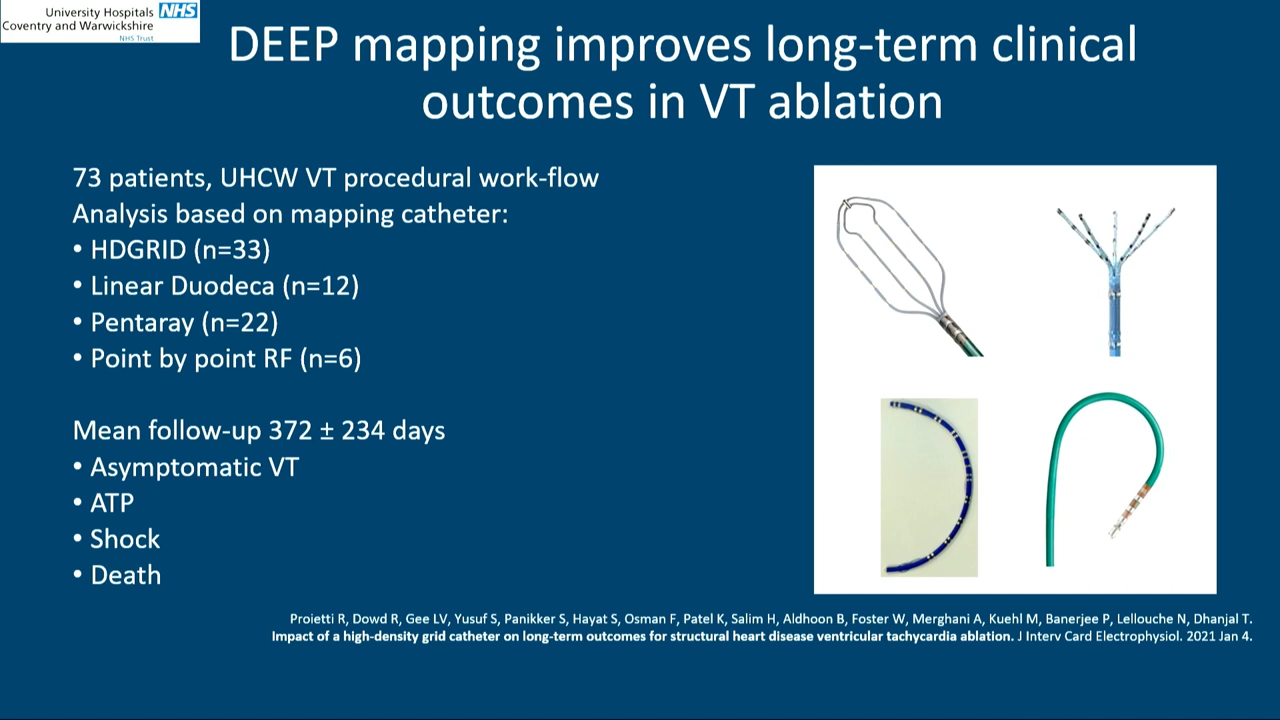 University Hospitals NHS
Coventry and Warwickshire
NHS Trust
DEEP mapping improves long-term clinical
outcomes in VT ablation
73 patients, UHCW VT procedural work-flow
Analysis based on mapping catheter:
• HDGRID (n=33)
• Linear Duodeca (n=12)
• Pentaray (n=22)
• Point by point RF (n=6)
Mean follow-up 372 ± 234 days
• Asymptomatic VT
• ATP
• Shock
• Death
Proietti R, Dowd R, Gee LV, Yusuf S, Panikker S, Hayat S, Osman F, Patel K, Salim H, Aldhoon B, Foster W, Merghani A, Kuehl M, Banerjee P, Lellouche N, Dhanjal T.
Impact of a high-density grid catheter on long-term outcomes for structural heart disease ventricular tachycardia ablation. J Interv Card Electrophysiol. 2021 Jan 4.